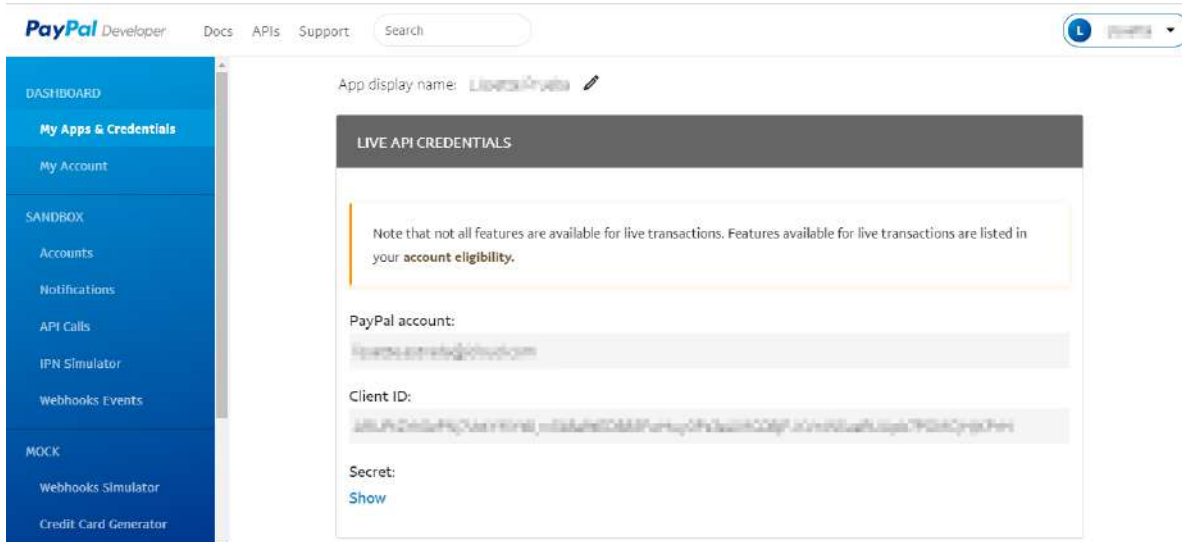 PayPal Developer Docs APIs Support Search L
DASHBOARD
My Apps & Credentials
My Account
SANDBOX
Accounts
Notifications
API Calls
IPN Simulator
Webhooks Events
MOCK
Webhooks Simulator
Credit Card Generator
App display name:
LIVE API CREDENTIALS
Note that not all features are available for live transactions. Features available for live transactions are listed in
your account eligibility.
PayPal account:
Client ID:
Secret:
Show